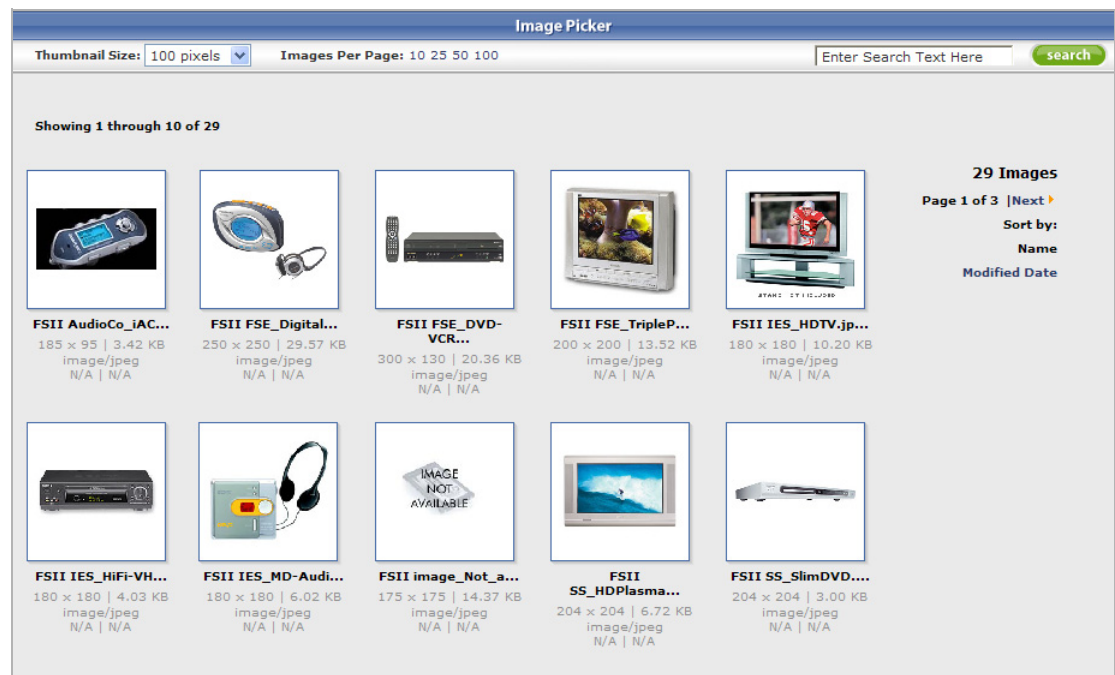 Image Picker
Thumbnail Size: 100 pixels Images Per Page: 10 25 50 100 Enter Search Text Here search
Showing 1 through 10 of 29
29 Images
Page 1 of 3 |Next
Sort by:
Name
Modified Date
FSII AudioCo_iAC...
185 x 95 | 3.42 KB
image/jpeg
N/A | N/A
FSII FSE_Digital...
250 x 250 | 29.57 KB
image/jpeg
N/A | N/A
FSII FSE_DVD-
VCR...
300 x 130 | 20.36 KB
image/jpeg
N/A | N/A
FSII FSE_TripleP...
200 x 200 | 13.52 KB
image/jpeg
N/A | N/A
FSII IES_HDTV.jp...
180 x 180 | 10.20 KB
image/jpeg
N/A | N/A
FSII IES_HiFi-VH...
180 x 180 | 4.03 KB
image/jpeg
N/A | N/A
FSII IES_MD-Audi...
180 x 180 | 6.02 KB
image/jpeg
N/A | N/A
IMAGE
NOT
AVAILABLE
FSII image_Not_a...
175 x 175 | 14.37 KB
image/jpeg
N/A | N/A
FSII
SS_HDPlasma...
204 x 204 | 6.72 KB
image/jpeg
N/A | N/A
FSII SS_SlimDVD....
204 x 204 | 3.00 KB
image/jpeg
N/A | N/A